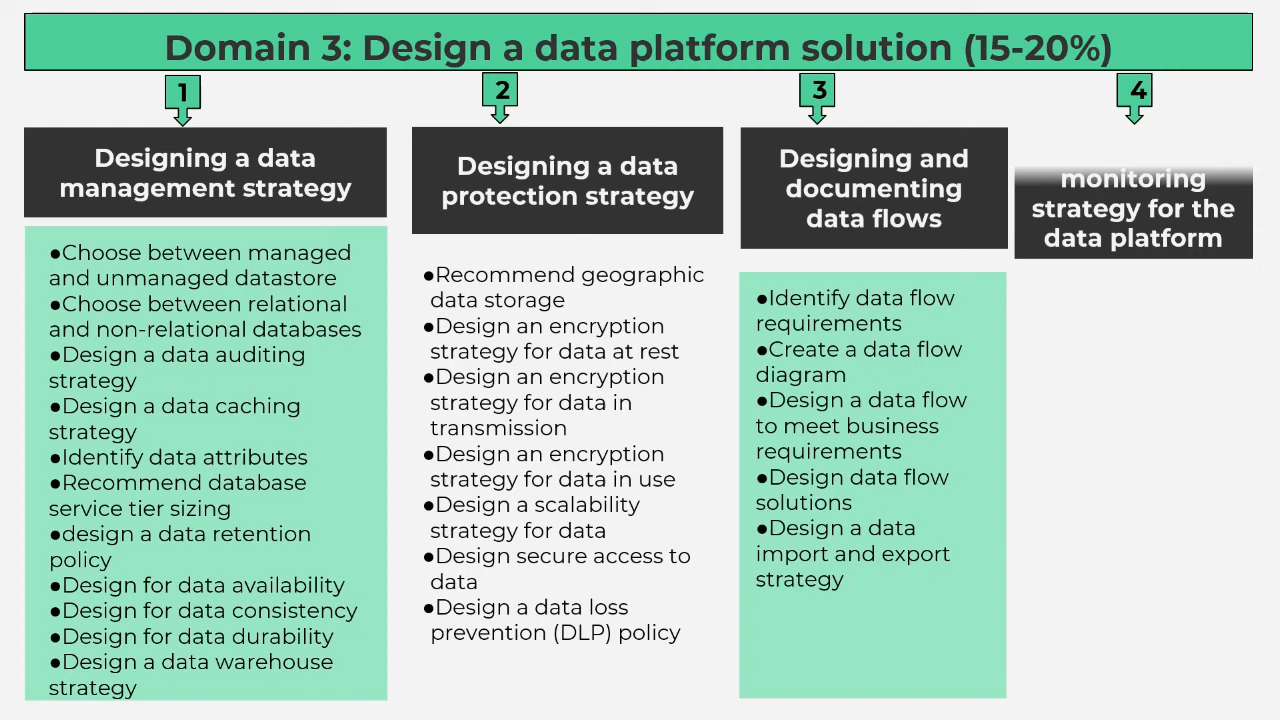 Domain 3: Design a data platform solution (15-20%)
1
Designing a data
management strategy
●Choose between managed
and unmanaged datastore
●Choose between relational
and non-relational databases
●Design a data auditing
strategy
●Design a data caching
strategy
●Identify data attributes
●Recommend database
service tier sizing
●design a data retention
policy
●Design for data availability
●Design for data consistency
●Design for data durability
●Design a data warehouse
strategy
2
Designing a data
protection strategy
●Recommend geographic
data storage
●Design an encryption
strategy for data at rest
●Design an encryption
strategy for data in
transmission
●Design an encryption
strategy for data in use
●Design a scalability
strategy for data
●Design secure access to
data
●Design a data loss
prevention (DLP) policy
3
Designing and
documenting
data flows
●Identify data flow
requirements
●Create a data flow
diagram
●Design a data flow
to meet business
requirements
●Design data flow
solutions
●Design a data
import and export
strategy
4
monitoring
strategy for the
data platform